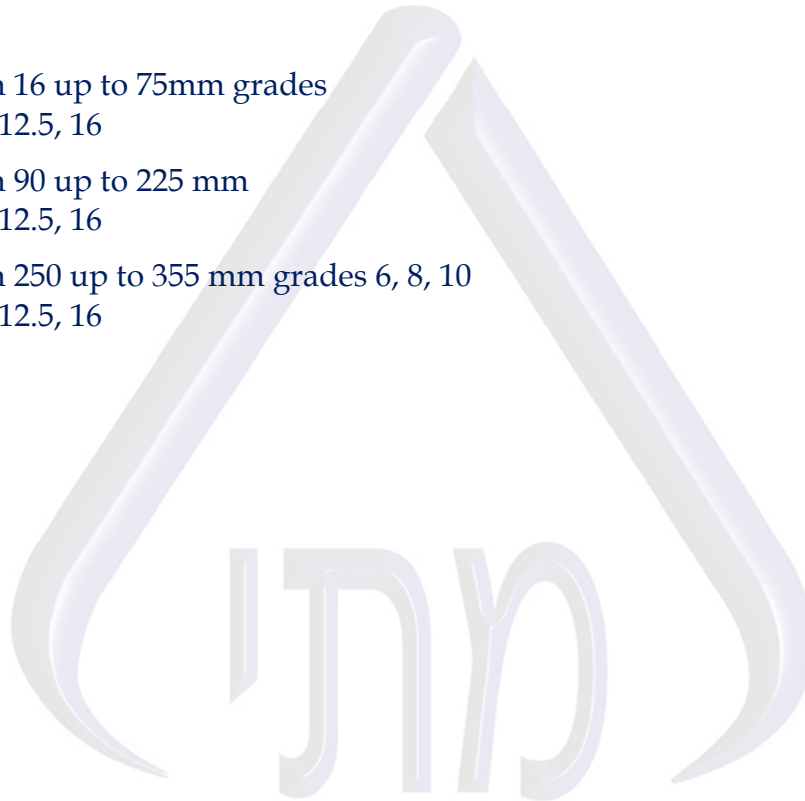 16 up to 75mm grades
12.5, 16
90 up to 225 mm
12.5, 16
250 up to 355 mm grades 6, 8, 10
12.5, 16
מתי